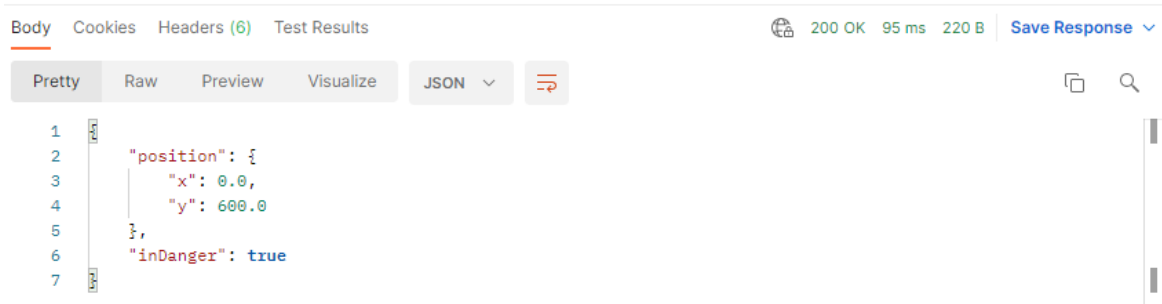 Body Cookies Headers (6) Test Results 200 OK 95 ms 220 B Save Response
Pretty Raw Preview Visualize JSON
1 {
2 "position": {
3 "x": 0.0,
4 "y": 600.0
5 },
6 "inDanger": true
7 }